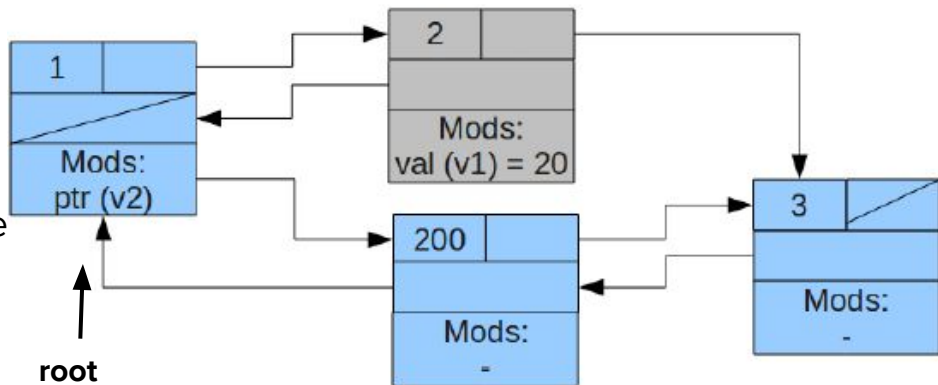 1
2
Mods:
val (v1) = 20
Mods:
ptr (v2)
3
200
e
Mods:
-
Mods:
-
root